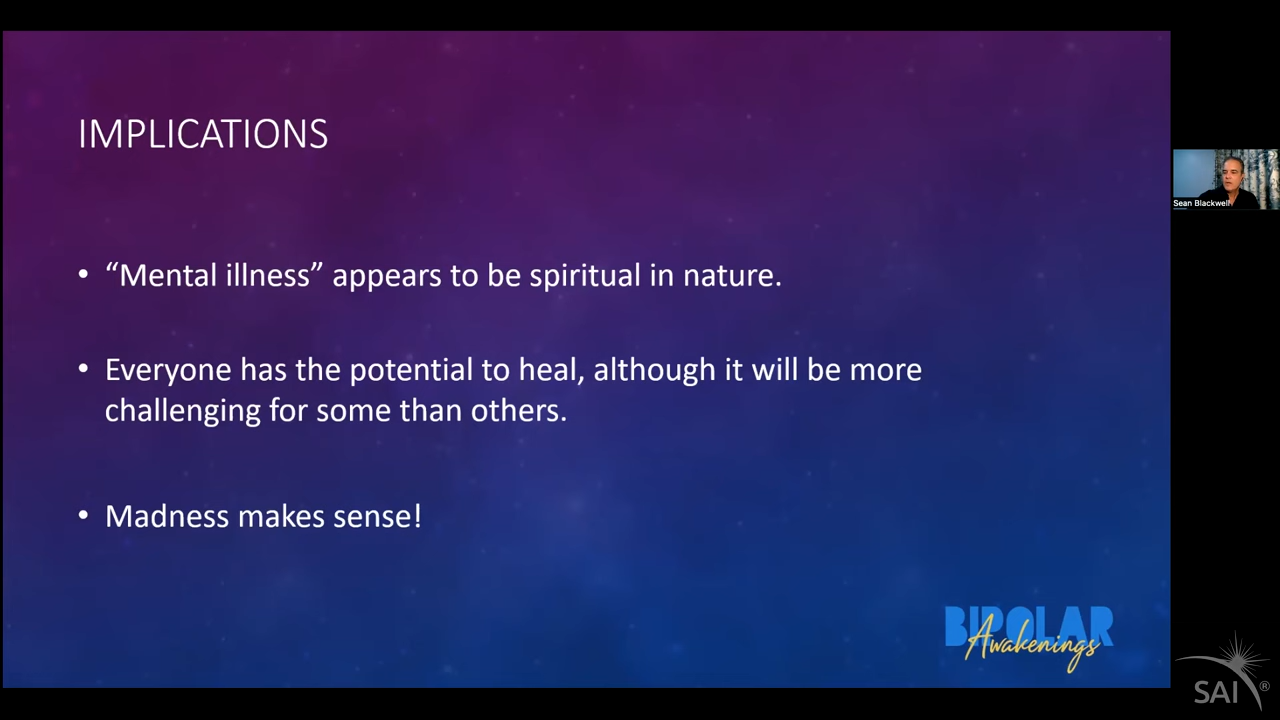 IMPLICATIONS
• “Mental illness” appears to be spiritual in nature.
• Everyone has the potential to heal, although it will be more
challenging for some than others.
• Madness makes sense!
BIPOLAR
Awakenings
Sean Blackwell
SAI®